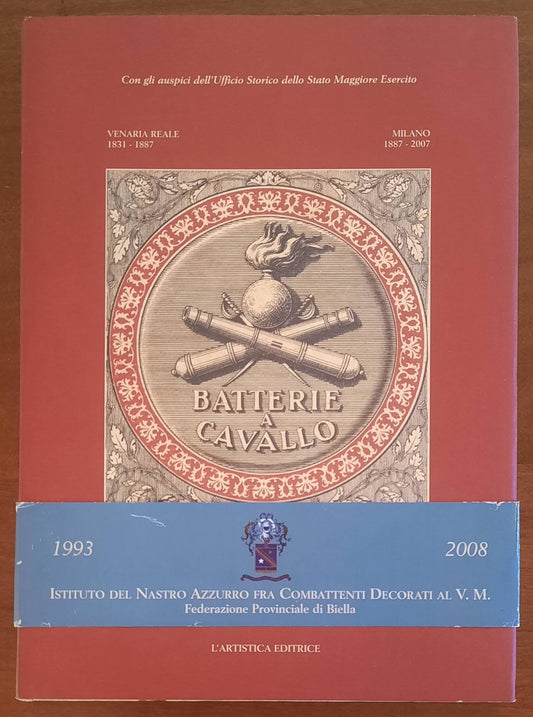 Con gli auspici dell'Ufficio Storico dello Stato Maggiore Esercito
VENARIA REALE
1831 - 1887
MILANO
1887 - 2007
BATTERIE
A
CAVALLO
1993
2008
ISTITUTO DEL NASTRO AZZURRO FRA COMBATTENTI DECORATI AL V. M.
Federazione Provinciale di Biella
L'ARTISTICA EDITRICE